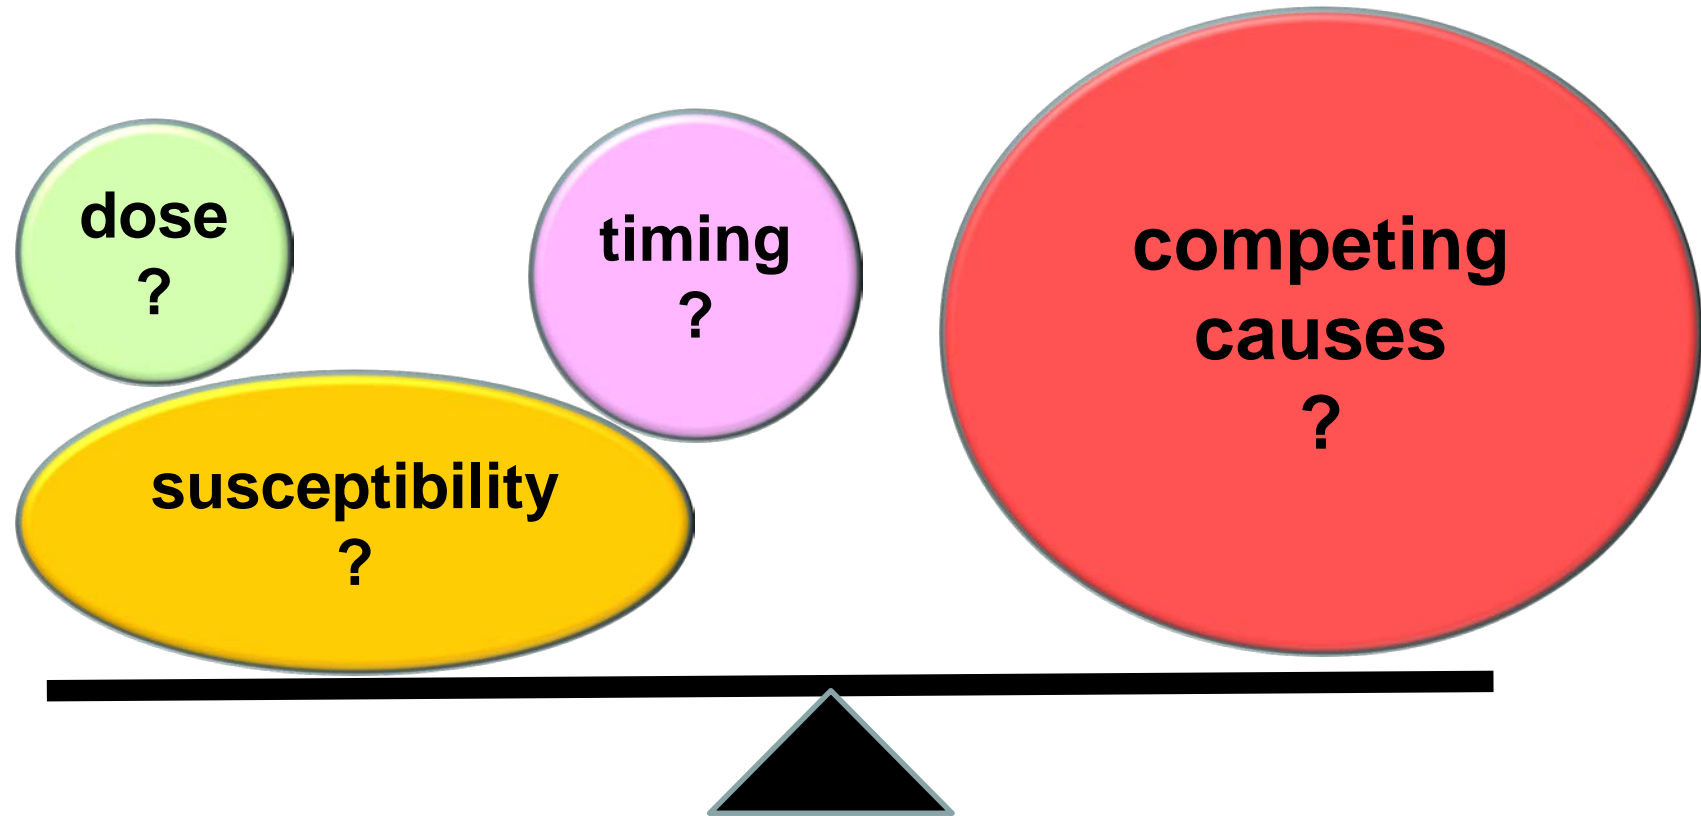 dose
?
timing
?
competing
causes
?
susceptibility
?